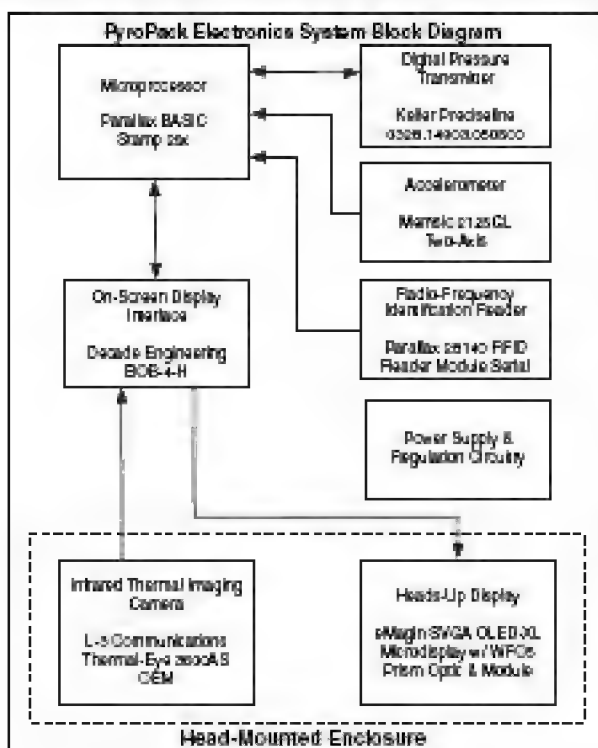 PyroPack Electronics System Block Diagram
Microprocessor
Parallax BASIC
Stamp
Digital Pressure
Transmitter
Keller Preciseline
Accelerometer
Memsic 2125CL
Two-Axis
Radio-Frequency
Identification Reader
Parallax 28140 RFID
Reader Module Serial
On-Screen Display
Interface
Decade Engineering
BOB-4-H
Power Supply &
Regulation Circuitry
Infrared Thermal Imaging
Camera
L-3 Communications
Thermal-Eye
OEM
Heads-Up Display
eMagin SVGA OLED-XL
Microdisplay w/ WFO5
Prism Optic & Module
Head-Mounted Enclosure